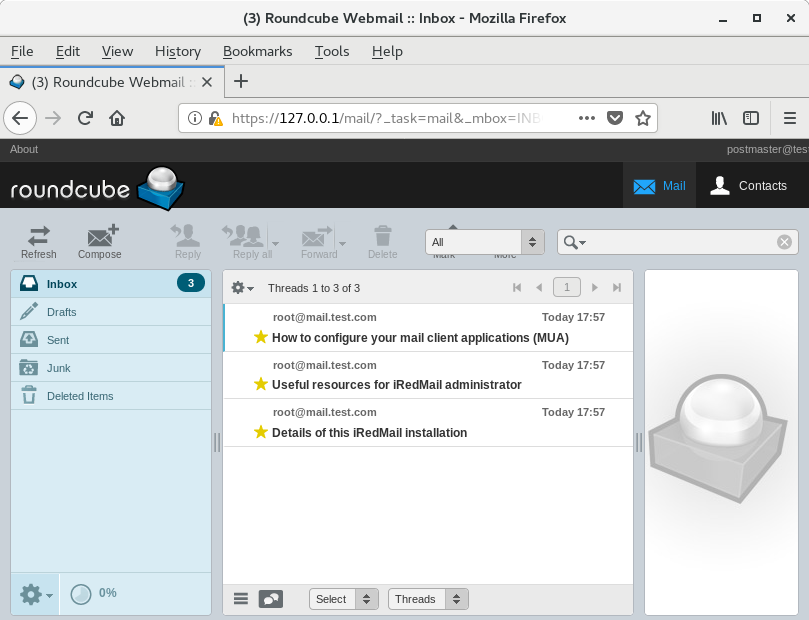 (3) Roundcube Webmail :: Inbox - Mozilla Firefox
File Edit View History Bookmarks Tools Help
(3) Roundcube Webmail :
https://127.0.0.1/mail/?_task=mail&_mbox=INB
About postmaster@tes
roundcube Mail Contacts
Refresh Compose Reply Reply all Forward Delete Mark More All
Inbox 3
Drafts
Sent
Junk
Deleted Items
Threads 1 to 3 of 3 1
root@mail.test.com Today 17:57
How to configure your mail client applications (MUA)
root@mail.test.com Today 17:57
Useful resources for iRedMail administrator
root@mail.test.com Today 17:57
Details of this iRedMail installation
0% Select Threads